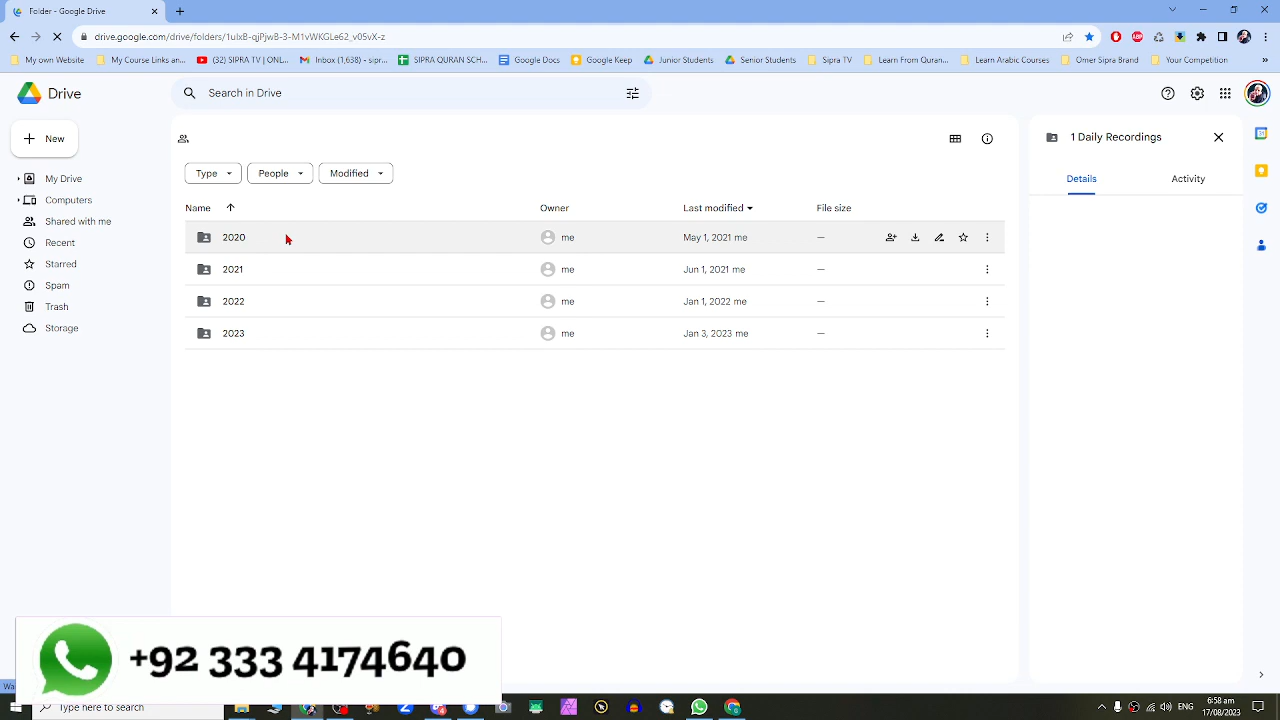 Folder - Google Drive
drive.google.com/drive/folders/1uIxB-qjPjwB-3-M1vWKGLe62_v05vX-z
My own Website
My Course Links an...
(32) SIPRA TV | ONL...
Inbox (1,638) - sipr...
SIPRA QURAN SCH...
Google Docs
Google Keep
Junior Students
Senior Students
Sipra TV
Learn From Quran...
Learn Arabic Courses
Omer Sipra Brand
Your Competition
Drive
Search in Drive
New
My Drive
Computers
Shared with me
Recent
Starred
Spam
Trash
Storage
Type
People
Modified
Name
Owner
Last modified
File size
2020
me
May 1, 2021 me
—
2021
me
Jun 1, 2021 me
—
2022
me
Jan 1, 2022 me
—
2023
me
Jan 3, 2023 me
—
1 Daily Recordings
Details
Activity
+92 333 4174640
Type here to search
6:58 am
17/08/2023